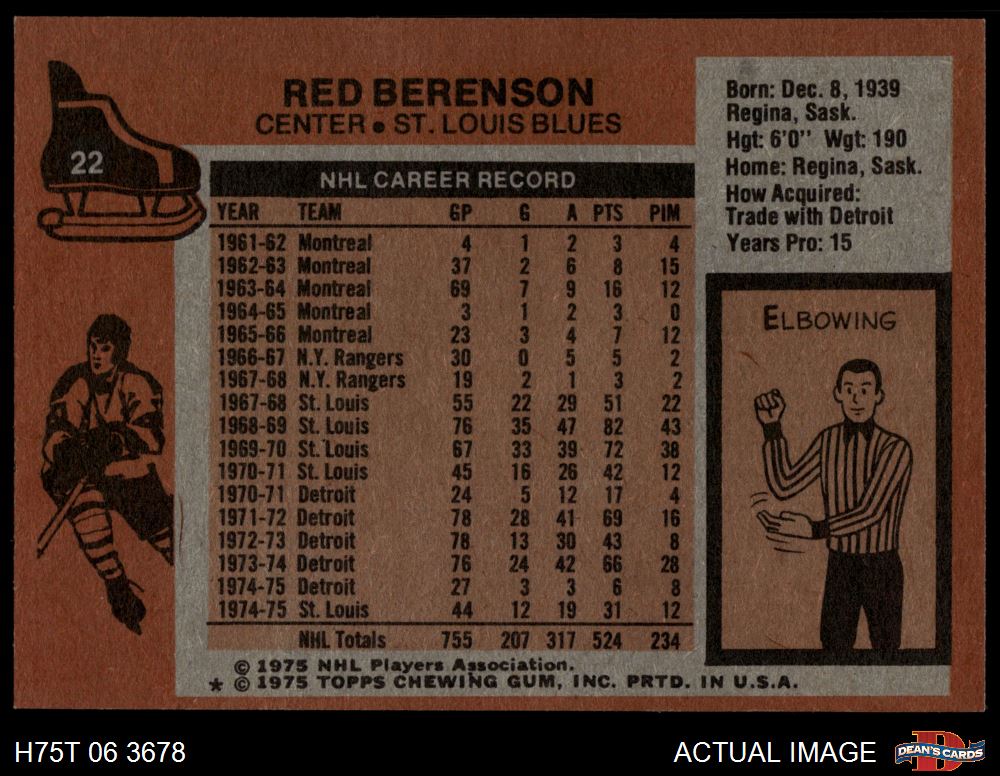 RED BERENSON
CENTER • ST. LOUIS BLUES
22
NHL CAREER RECORD
YEAR TEAM GP G A PTS PIM
1961-62 Montreal 4 1 2 3 4
1962-63 Montreal 37 2 6 8 15
1963-64 Montreal 69 7 9 16 12
1964-65 Montreal 3 1 2 3 0
1965-66 Montreal 23 3 4 7 12
1966-67 N.Y. Rangers 30 0 5 5 2
1967-68 N.Y. Rangers 19 2 1 3 2
1967-68 St. Louis 55 22 29 51 22
1968-69 St. Louis 76 35 47 82 43
1969-70 St. Louis 67 33 39 72 38
1970-71 St. Louis 45 16 26 42 12
1970-71 Detroit 24 5 12 17 4
1971-72 Detroit 78 28 41 69 16
1972-73 Detroit 78 13 30 43 8
1973-74 Detroit 76 24 42 66 28
1974-75 Detroit 27 3 3 6 8
1974-75 St. Louis 44 12 19 31 12
NHL Totals 755 207 317 524 234
© 1975 NHL Players Association.
* © 1975 TOPPS CHEWING GUM, INC. PRTD. IN U.S.A.
Born: Dec. 8, 1939
Regina, Sask.
Hgt: 6'0" Wgt: 190
Home: Regina, Sask.
How Acquired:
Trade with Detroit
Years Pro: 15
ELBOWING
H75T 06 3678
ACTUAL IMAGE
DEAN'S CARDS